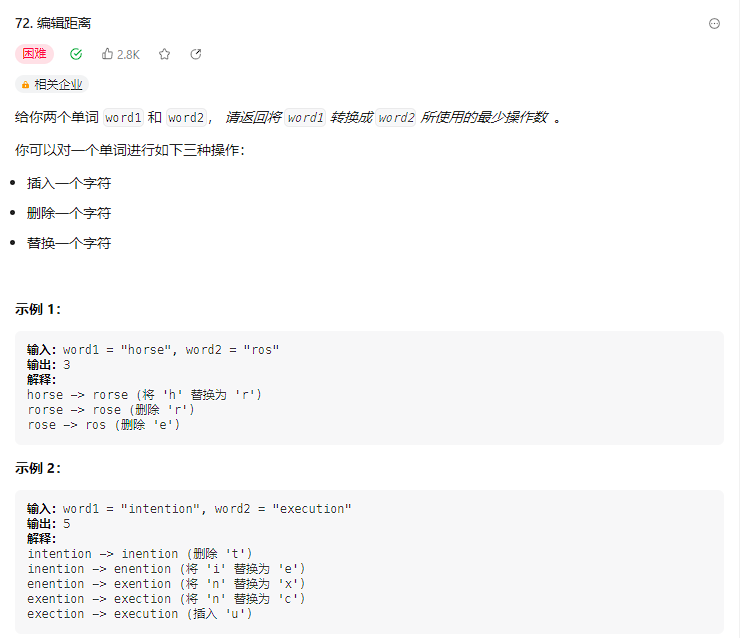 72. 编辑距离
困难 2.8K
相关企业
给你两个单词 word1 和 word2， 请返回将 word1 转换成 word2 所使用的最少操作数 。
你可以对一个单词进行如下三种操作：
• 插入一个字符
• 删除一个字符
• 替换一个字符
示例 1：
输入：word1 = "horse", word2 = "ros"
输出：3
解释：
horse -> rorse (将 'h' 替换为 'r')
rorse -> rose (删除 'r')
rose -> ros (删除 'e')
示例 2：
输入：word1 = "intention", word2 = "execution"
输出：5
解释：
intention -> inention (删除 't')
inention -> enention (将 'i' 替换为 'e')
enention -> exention (将 'n' 替换为 'x')
exention -> exection (将 'n' 替换为 'c')
exection -> execution (插入 'u')